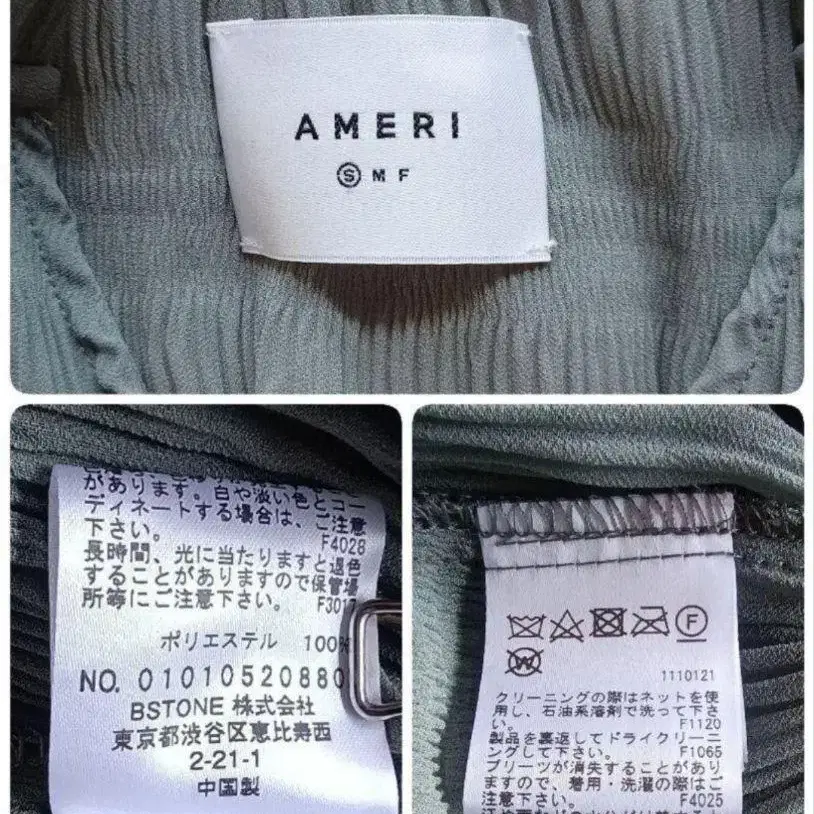 AMERI
Ⓢ M F
があります。白や淡い色とコー
ディネートする場合は、ご注意
下さい。
F4028
長時間、光に当たりますと退色
することがありますので保管場
所等にご注意下さい。 F3017
ポリエステル 100%
NO. 01010520880
BSTONE 株式会社
東京都渋谷区恵比寿西
2-21-1
中国製
F
W
1110121
クリーニングの際はネットを使
用し、石油系溶剤で洗って下さ
い。 F1120
製品を裏返してドライクリーニ
ングして下さい。 F1065
プリーツが消失することがあり
ますので、着用・洗濯の際はご
注意下さい。 F4025